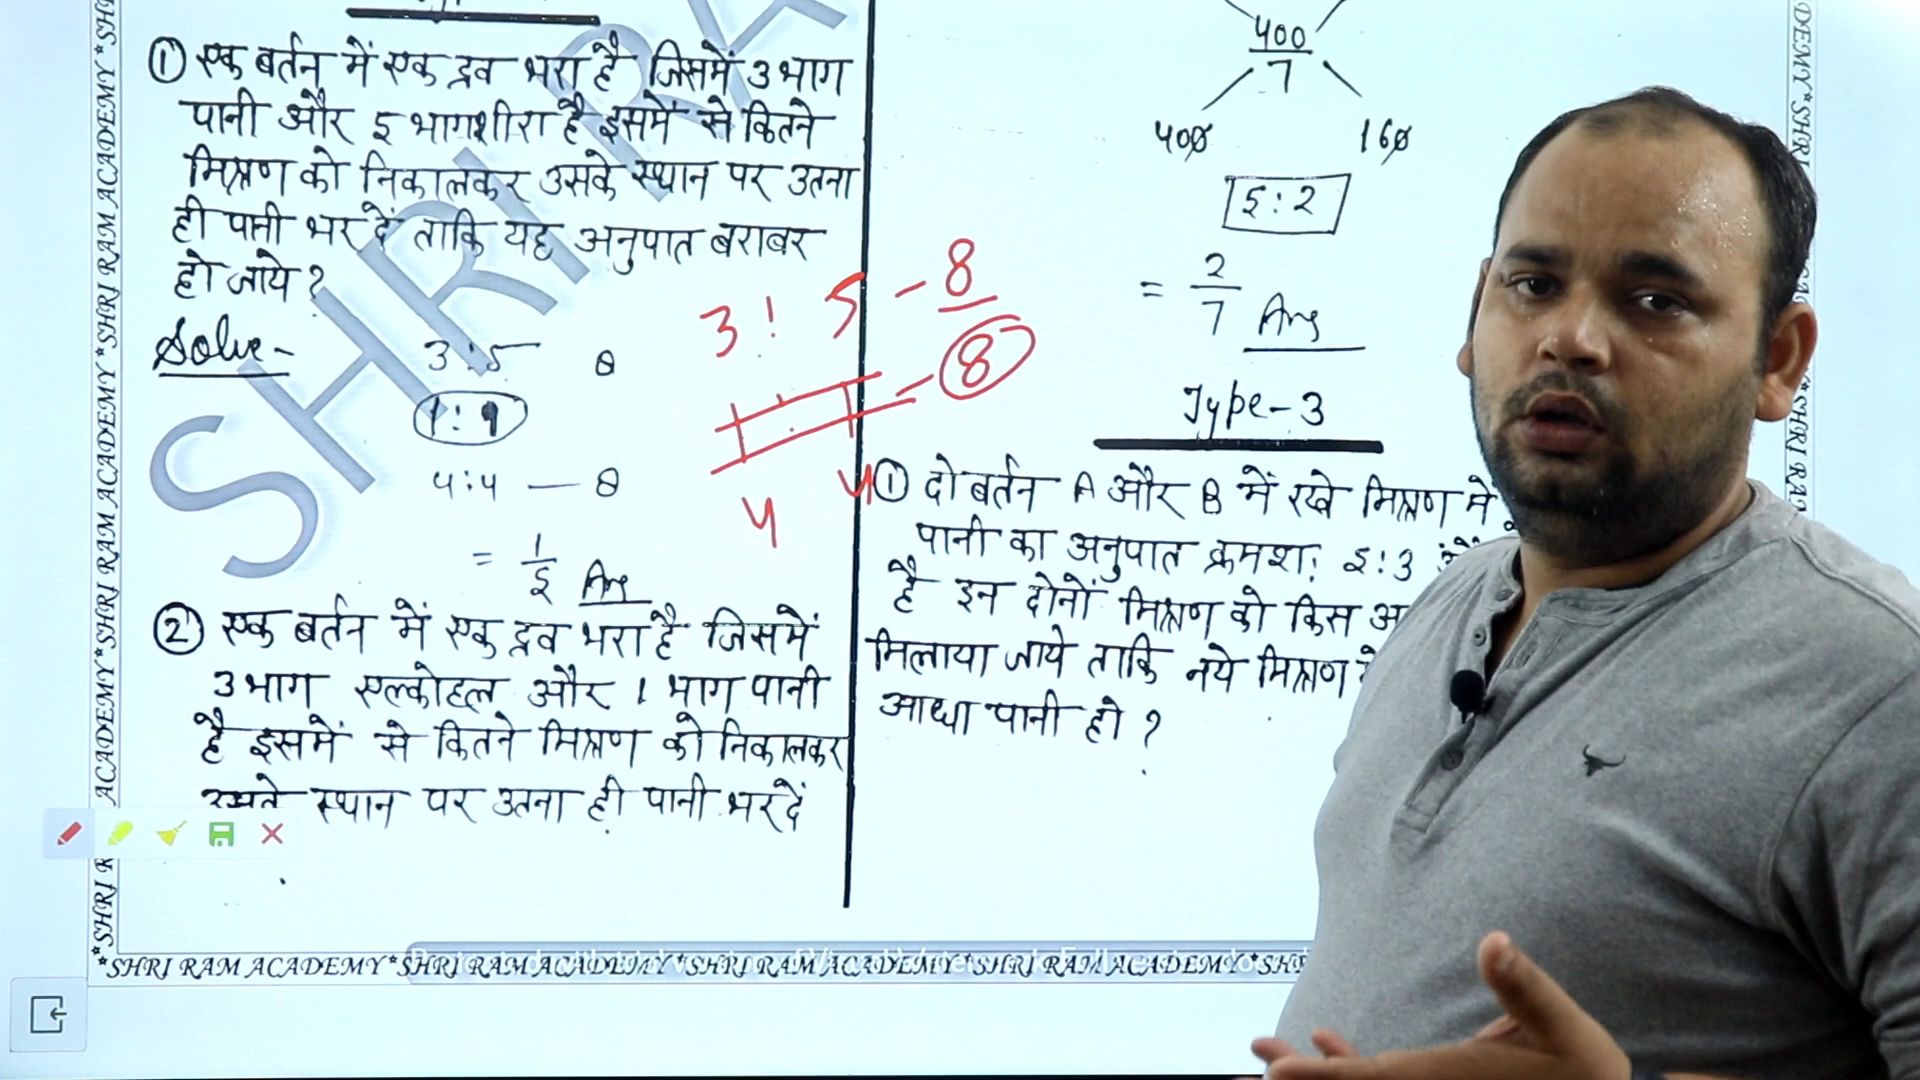 ① एक बर्तन में एक द्रव भरा है जिसमें 3 भाग
पानी और 5 भाग शीरा है इसमें से कितने
मिश्रण को निकालकर उसके स्थान पर उतना
ही पानी भर दें ताकि यह अनुपात बराबर
हो जाये ?
Solve-
3:5 8
1:1
4:4 — 8
= 1/5 Ans
② एक बर्तन में एक द्रव भरा है जिसमें
3 भाग एल्कोहल और 1 भाग पानी
है इसमें से कितने मिश्रण को निकालकर
स्थान पर उतना ही पानी भर दें
3 : 5 - 8
= 8
4 4
400/7
400 160
5:2
= 2/7 Ans
Type-3
① दो बर्तन A और B में रखे मिश्रण में
पानी का अनुपात क्रमश: 5:3
है इन दोनों मिश्रण को किस
मिलाया जाये ताकि नये मिश्रण
आधा पानी हो ?
SHRI
*SHRI RAM ACADEMY*SHRI RAM ACADEMY*SHRI RAM ACADEMY*SHRI RAM ACADEMY*SHRI